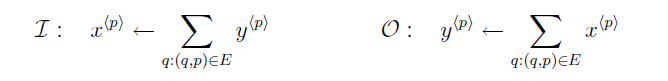 𝓘 : x^{⟨p⟩} ← ∑_{q:(q,p)∈E} y^{⟨p⟩} 𝓞 : y^{⟨p⟩} ← ∑_{q:(q,p)∈E} x^{⟨p⟩}